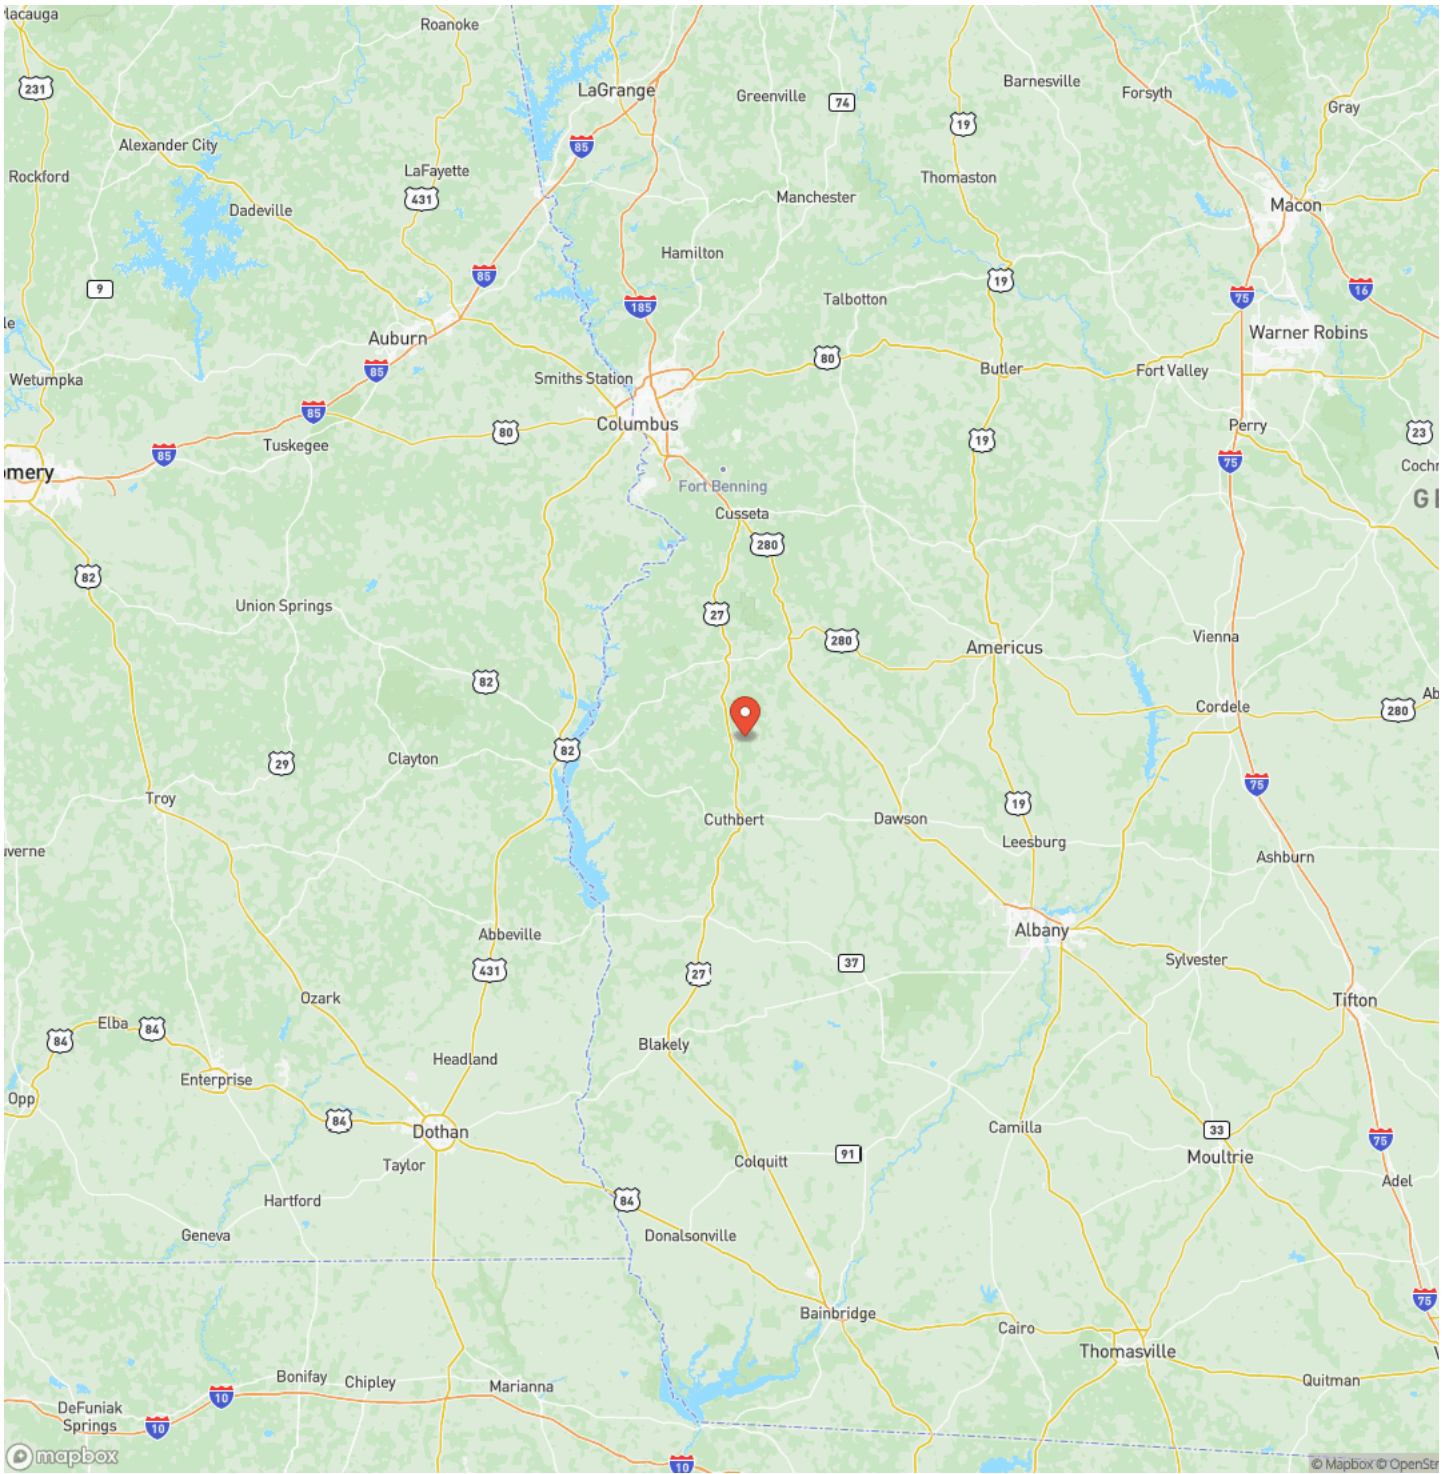 lacauga
Roanoke
231
LaGrange
Greenville
74
Barnesville
Forsyth
Gray
19
Alexander City
85
LaFayette
Rockford
Thomaston
431
Manchester
Dadeville
Macon
Hamilton
85
9
19
Talbotton
185
75
16
Auburn
Warner Robins
80
85
Butler
Fort Valley
Wetumpka
Smiths Station
85
Columbus
Perry
80
23
Tuskegee
19
85
75
Cochr
omery
Fort Benning
G
Cusseta
280
82
Union Springs
27
280
Vienna
Americus
82
Ab
Cordele
280
82
Clayton
29
75
Troy
19
Cuthbert
Dawson
Leesburg
uverne
Ashburn
Albany
Abbeville
37
Sylvester
431
27
Ozark
Tifton
Elba
84
84
Blakely
Headland
Enterprise
Opp
84
Dothan
Camilla
33
75
91
Moultrie
Taylor
Colquitt
Adel
Hartford
84
Geneva
Donalsonville
75
Bainbridge
Cairo
Thomasville
Bonifay
Chipley
Marianna
Quitman
10
DeFuniak
Springs
10
mapbox
10
© Mapbox © OpenStr